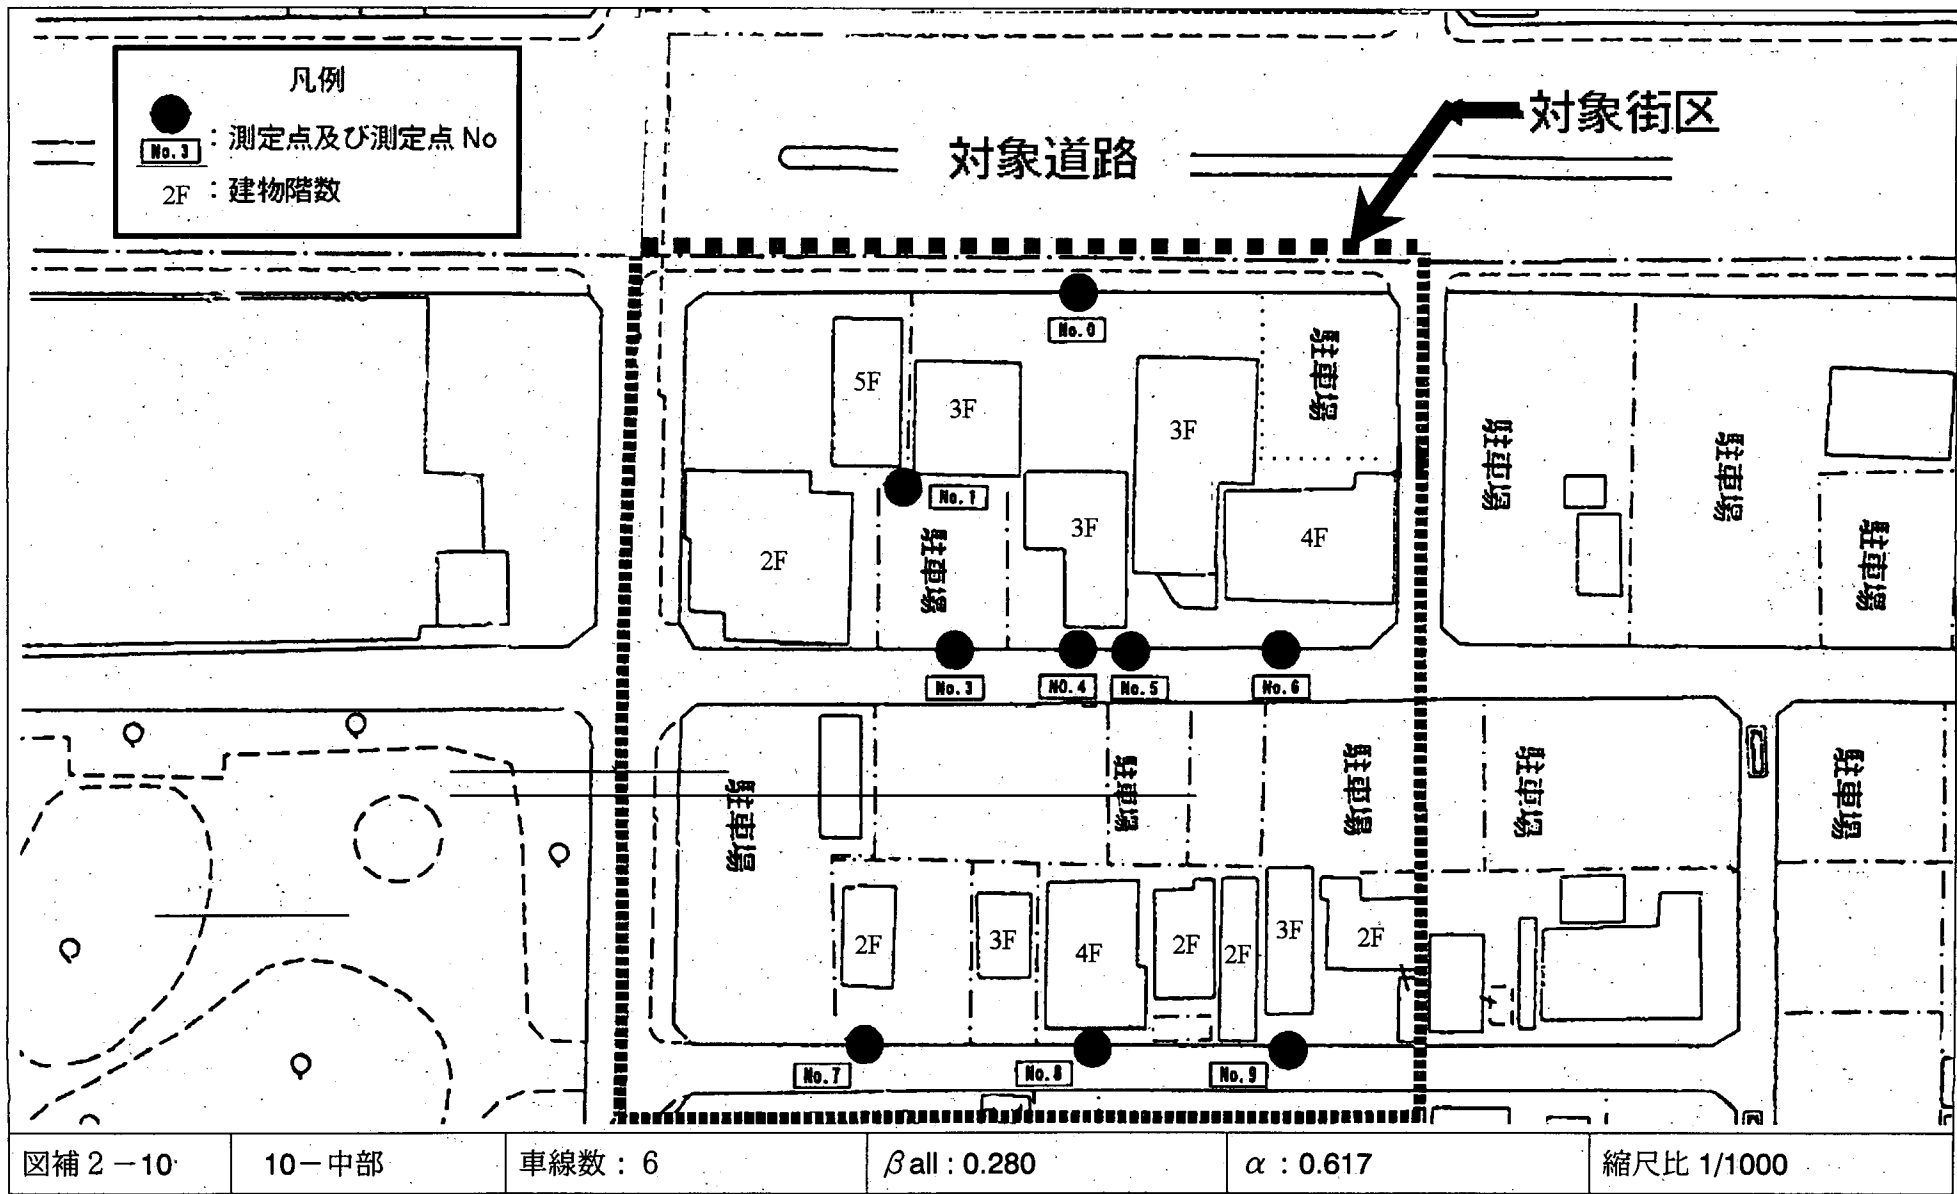 凡例
No.3 : 測定点及び測定点 No
2F : 建物階数
対象道路
対象街区
No.0
5F
3F
3F
駐車場
No.1
2F
駐車場
3F
4F
駐車場
駐車場
駐車場
No.3
NO.4
No.5
No.6
駐車場
駐車場
駐車場
駐車場
駐車場
2F
3F
4F
2F
2F
3F
2F
No.7
No.8
No.9
図補2-10 10-中部 車線数:6 βall:0.280 α:0.617 縮尺比 1/1000